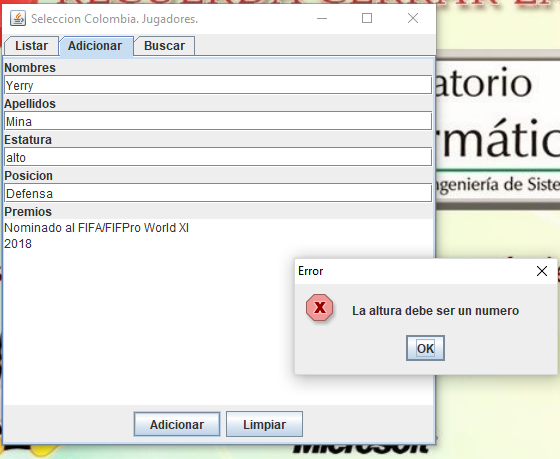 RECUERDA CERRAR
Seleccion Colombia. Jugadores.
Listar Adicionar Buscar
Nombres
Yerry
Apellidos
Mina
Estatura
alto
Posicion
Defensa
Premios
Nominado al FIFA/FIFPro World XI
2018
Adicionar Limpiar
atorio
rmátic
ngeniería de Siste
Error
La altura debe ser un numero
OK
Microsoft